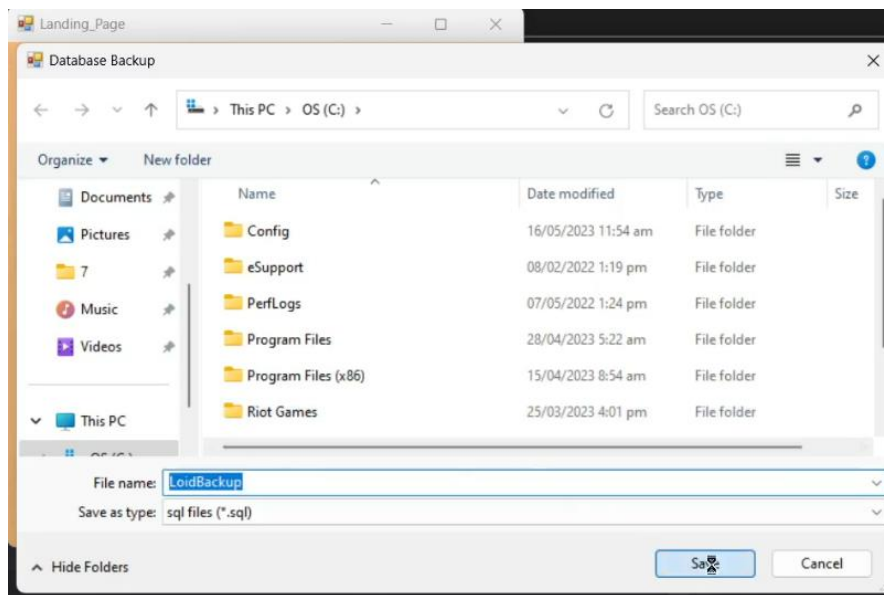 Landing_Page
Database Backup
This PC > OS (C:) >
Search OS (C:)
Organize
New folder
Name Date modified Type Size
Documents
Pictures
7
Music
Videos
This PC
Config 16/05/2023 11:54 am File folder
eSupport 08/02/2022 1:19 pm File folder
PerfLogs 07/05/2022 1:24 pm File folder
Program Files 28/04/2023 5:22 am File folder
Program Files (x86) 15/04/2023 8:54 am File folder
Riot Games 25/03/2023 4:01 pm File folder
File name: LoidBackup
Save as type: sql files (*.sql)
Hide Folders
Cancel